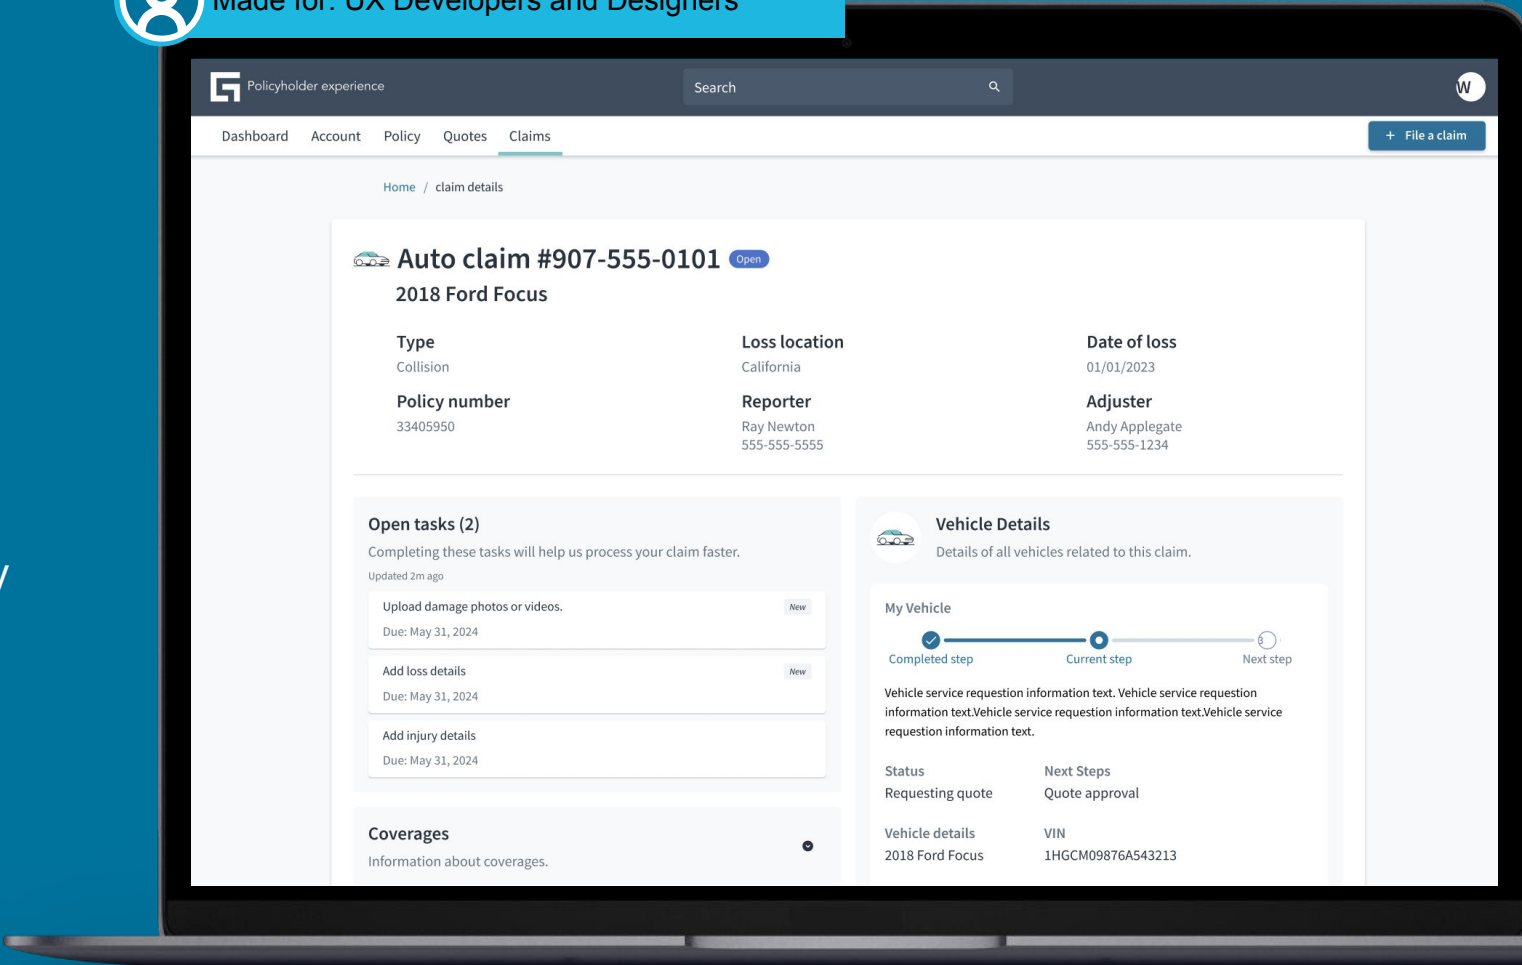 Made for: UX Developers and Designers
Policyholder experience
Search
W
Dashboard Account Policy Quotes Claims
+ File a claim
Home / claim details
Auto claim #907-555-0101 Open
2018 Ford Focus
Type Loss location Date of loss
Collision California 01/01/2023
Policy number Reporter Adjuster
33405950 Ray Newton Andy Applegate
555-555-5555 555-555-1234
Open tasks (2)
Completing these tasks will help us process your claim faster.
Updated 2m ago
Upload damage photos or videos. New
Due: May 31, 2024
Add loss details New
Due: May 31, 2024
Add injury details
Due: May 31, 2024
Coverages
Information about coverages.
Vehicle Details
Details of all vehicles related to this claim.
My Vehicle
3
Completed step Current step Next step
Vehicle service requestion information text. Vehicle service requestion
information text.Vehicle service requestion information text.Vehicle service
requestion information text.
Status Next Steps
Requesting quote Quote approval
Vehicle details VIN
2018 Ford Focus 1HGCM09876A543213